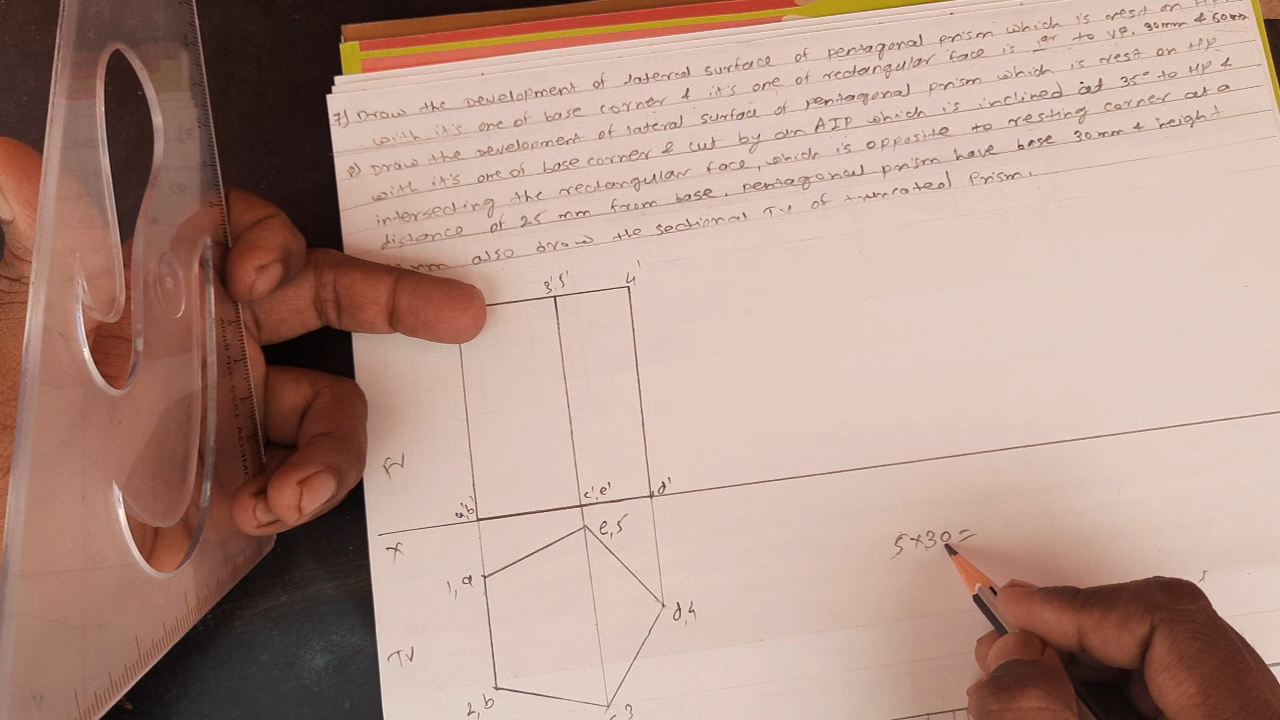 7) Draw the Development of lateral surface of pentagonal prism which is rest on
with it's one of base corner & it's one of rectangular face is ⊥ar to VP. 30mm & 60mm
8) Draw the Development of lateral surface of pentagonal prism which is rest on HP
with it's one of base corner & cut by an AIP which is inclined at 35° to HP &
intersecting the rectangular face, which is opposite to resting corner at a
distance of 25 mm from base. pentagonal prism have base 30mm & height
mm also draw the sectional TV of truncated Prism.
3',5' 4'
FV
a',b' c',e' d'
X
e,5
5×30=
1,a
d,4
TV
2,b
3